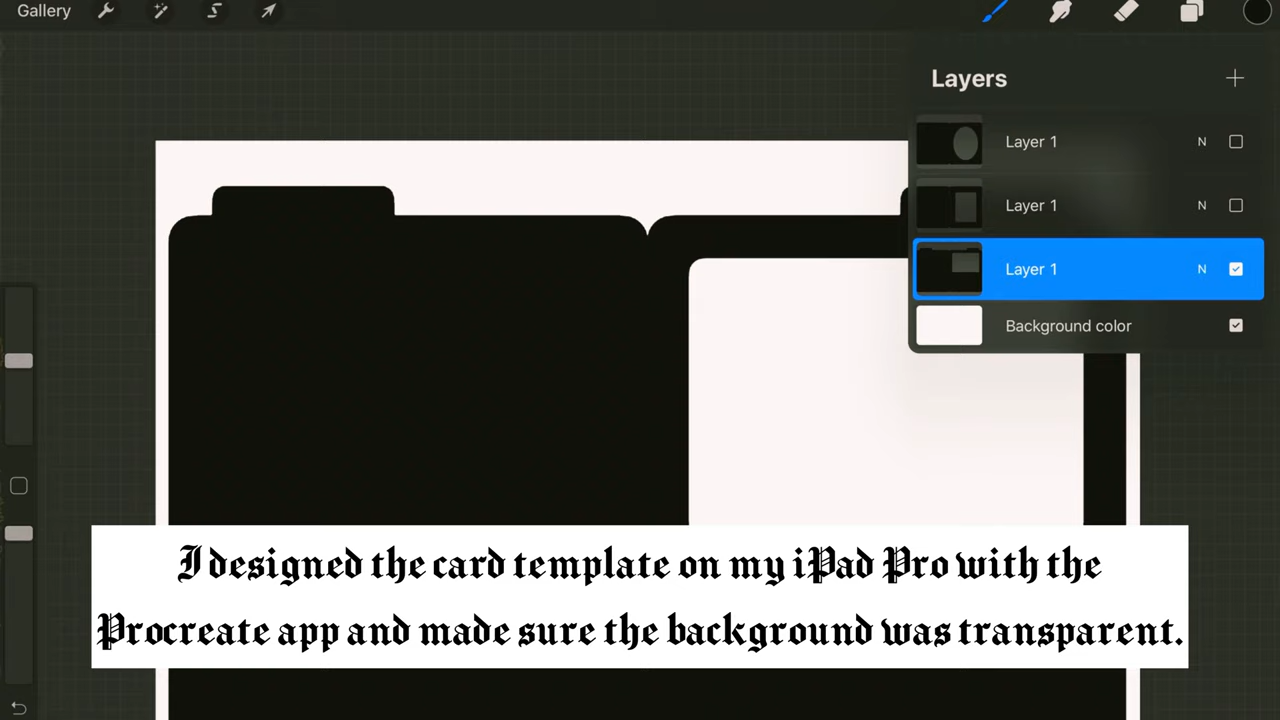 Gallery
Layers
Layer 1 N
Layer 1 N
Layer 1 N
Background color
I designed the card template on my iPad Pro with the
Procreate app and made sure the background was transparent.